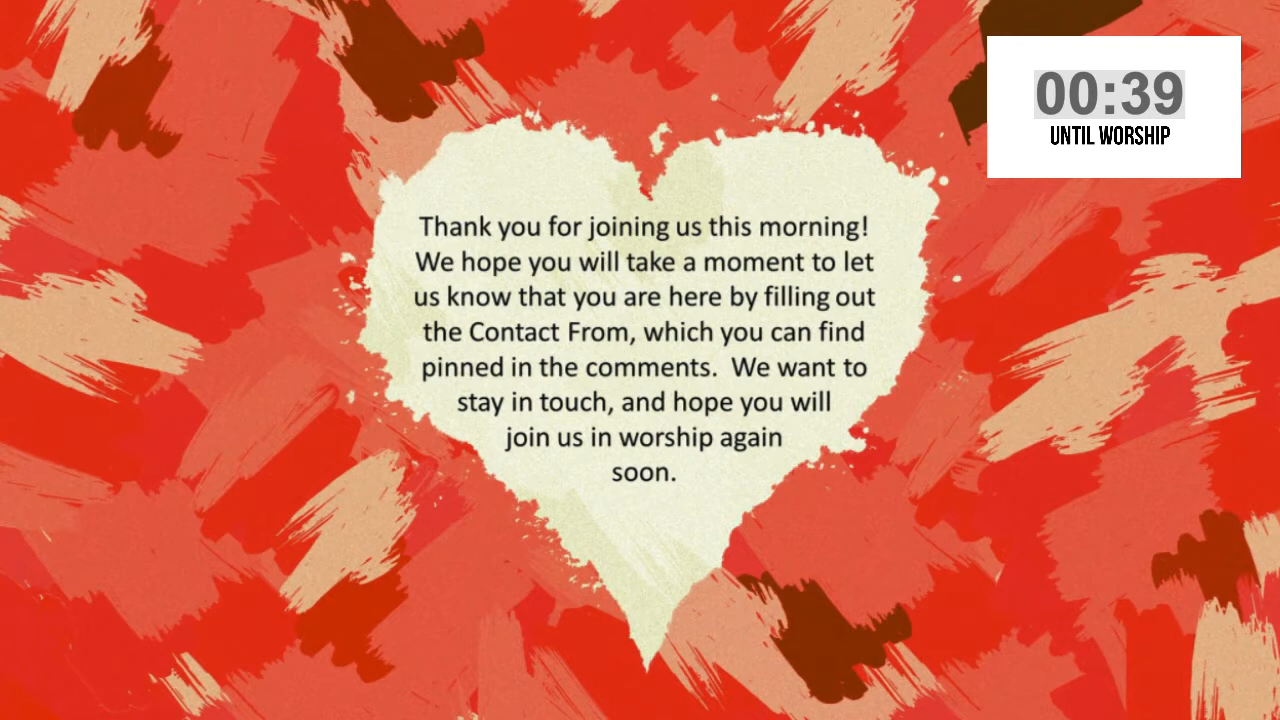 00:39
UNTIL WORSHIP
Thank you for joining us this morning!
We hope you will take a moment to let
us know that you are here by filling out
the Contact From, which you can find
pinned in the comments.  We want to
stay in touch, and hope you will
join us in worship again
soon.